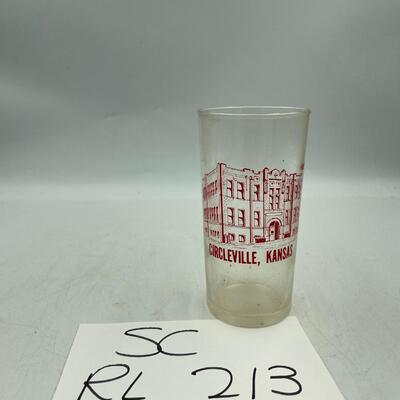 CIRCLEVILLE, KANSAS
SC
RL 213